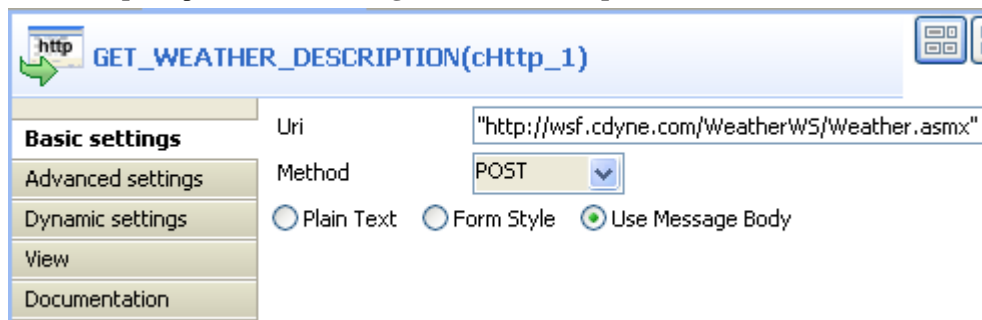 http GET_WEATHER_DESCRIPTION(cHttp_1)
Basic settings
Uri "http://wsf.cdyne.com/WeatherWS/Weather.asmx"
Advanced settings
Method POST
Dynamic settings
Plain Text Form Style Use Message Body
View
Documentation